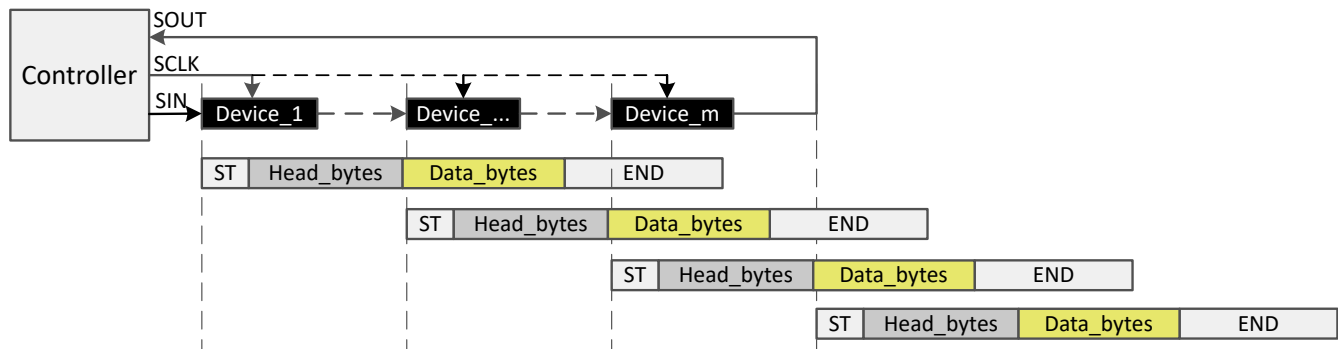 SOUT
Controller
SCLK
SIN
Device_1
Device_...
Device_m
ST Head_bytes Data_bytes END
ST Head_bytes Data_bytes END
ST Head_bytes Data_bytes END
ST Head_bytes Data_bytes END